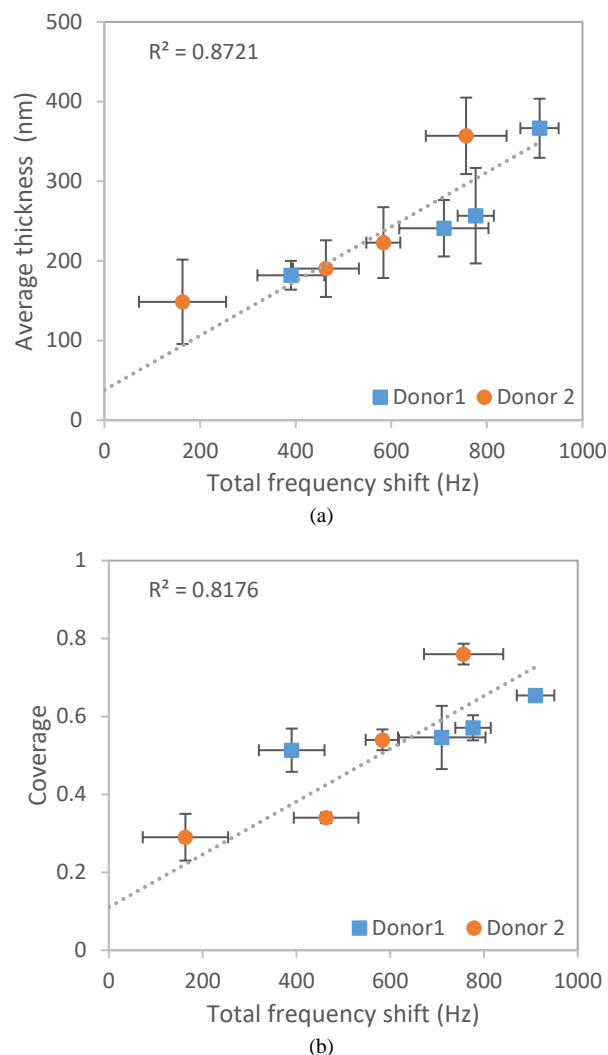 500
R² = 0.8721
400
300
200
100
0
Average thickness (nm)
Donor1 Donor 2
0 200 400 600 800 1000
Total frequency shift (Hz)
(a)
1
R² = 0.8176
0.8
0.6
0.4
0.2
0
Coverage
Donor1 Donor 2
0 200 400 600 800 1000
Total frequency shift (Hz)
(b)